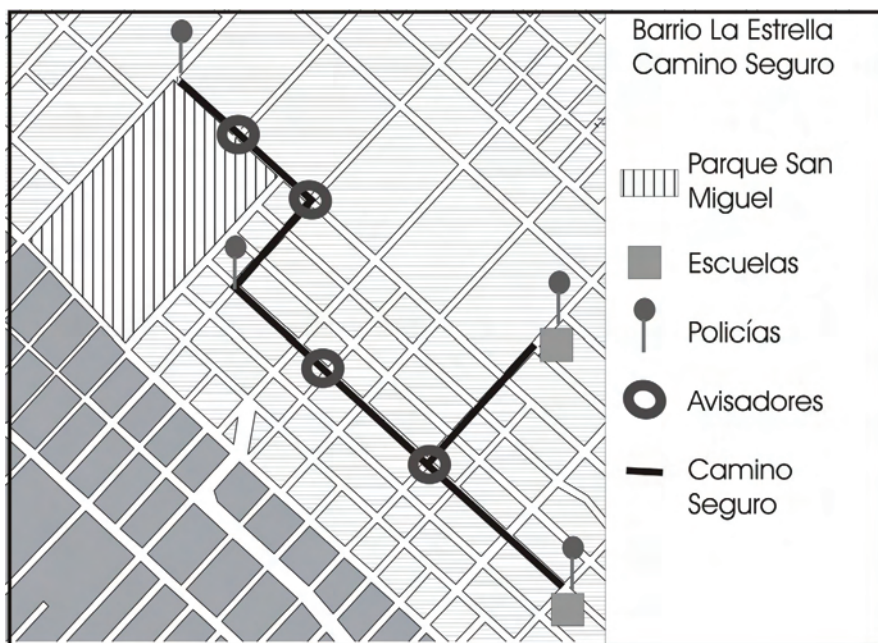 Barrio La Estrella
Camino Seguro
Parque San
Miguel
Escuelas
Policías
Avisadores
Camino
Seguro